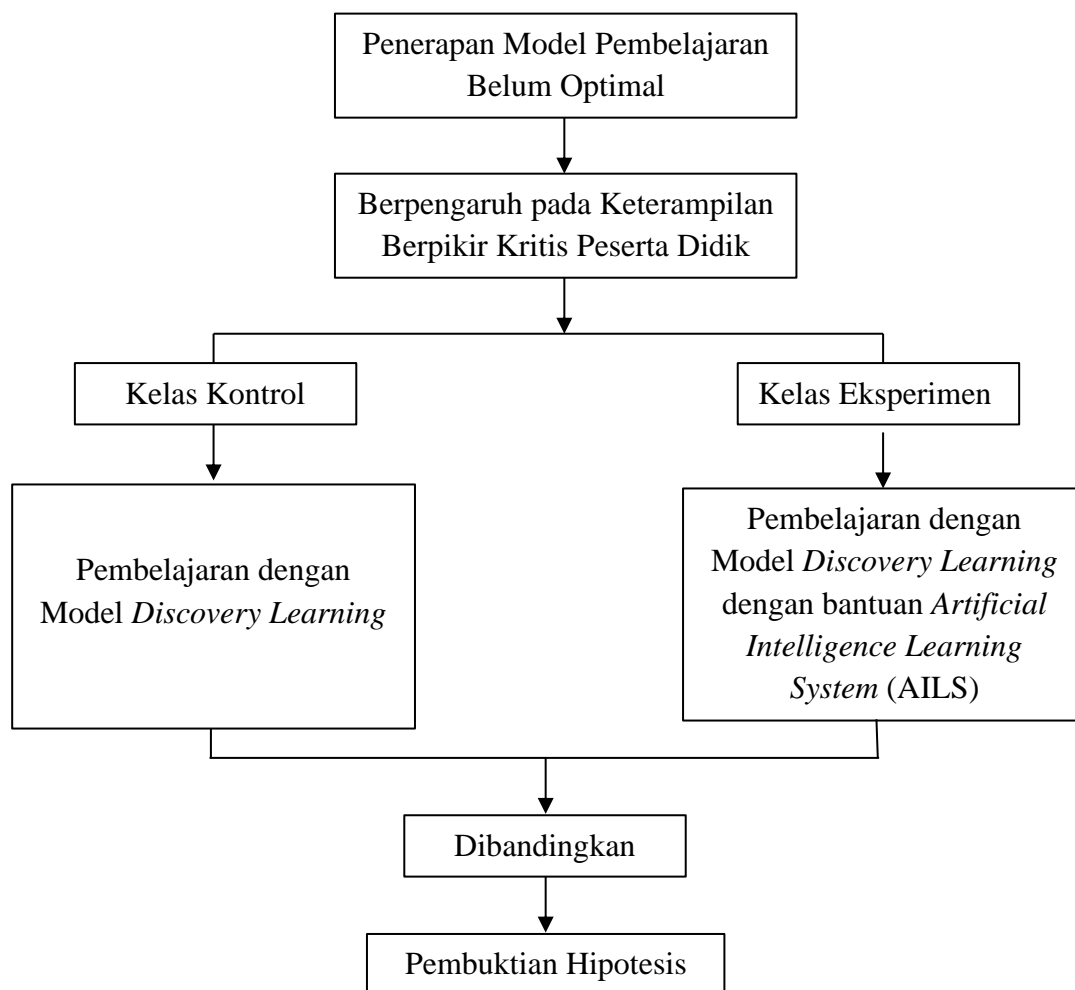 Penerapan Model Pembelajaran
Belum Optimal
Berpengaruh pada Keterampilan
Berpikir Kritis Peserta Didik
Kelas Kontrol
Kelas Eksperimen
Pembelajaran dengan
Model Discovery Learning
Pembelajaran dengan
Model Discovery Learning
dengan bantuan Artificial
Intelligence Learning
System (AILS)
Dibandingkan
Pembuktian Hipotesis